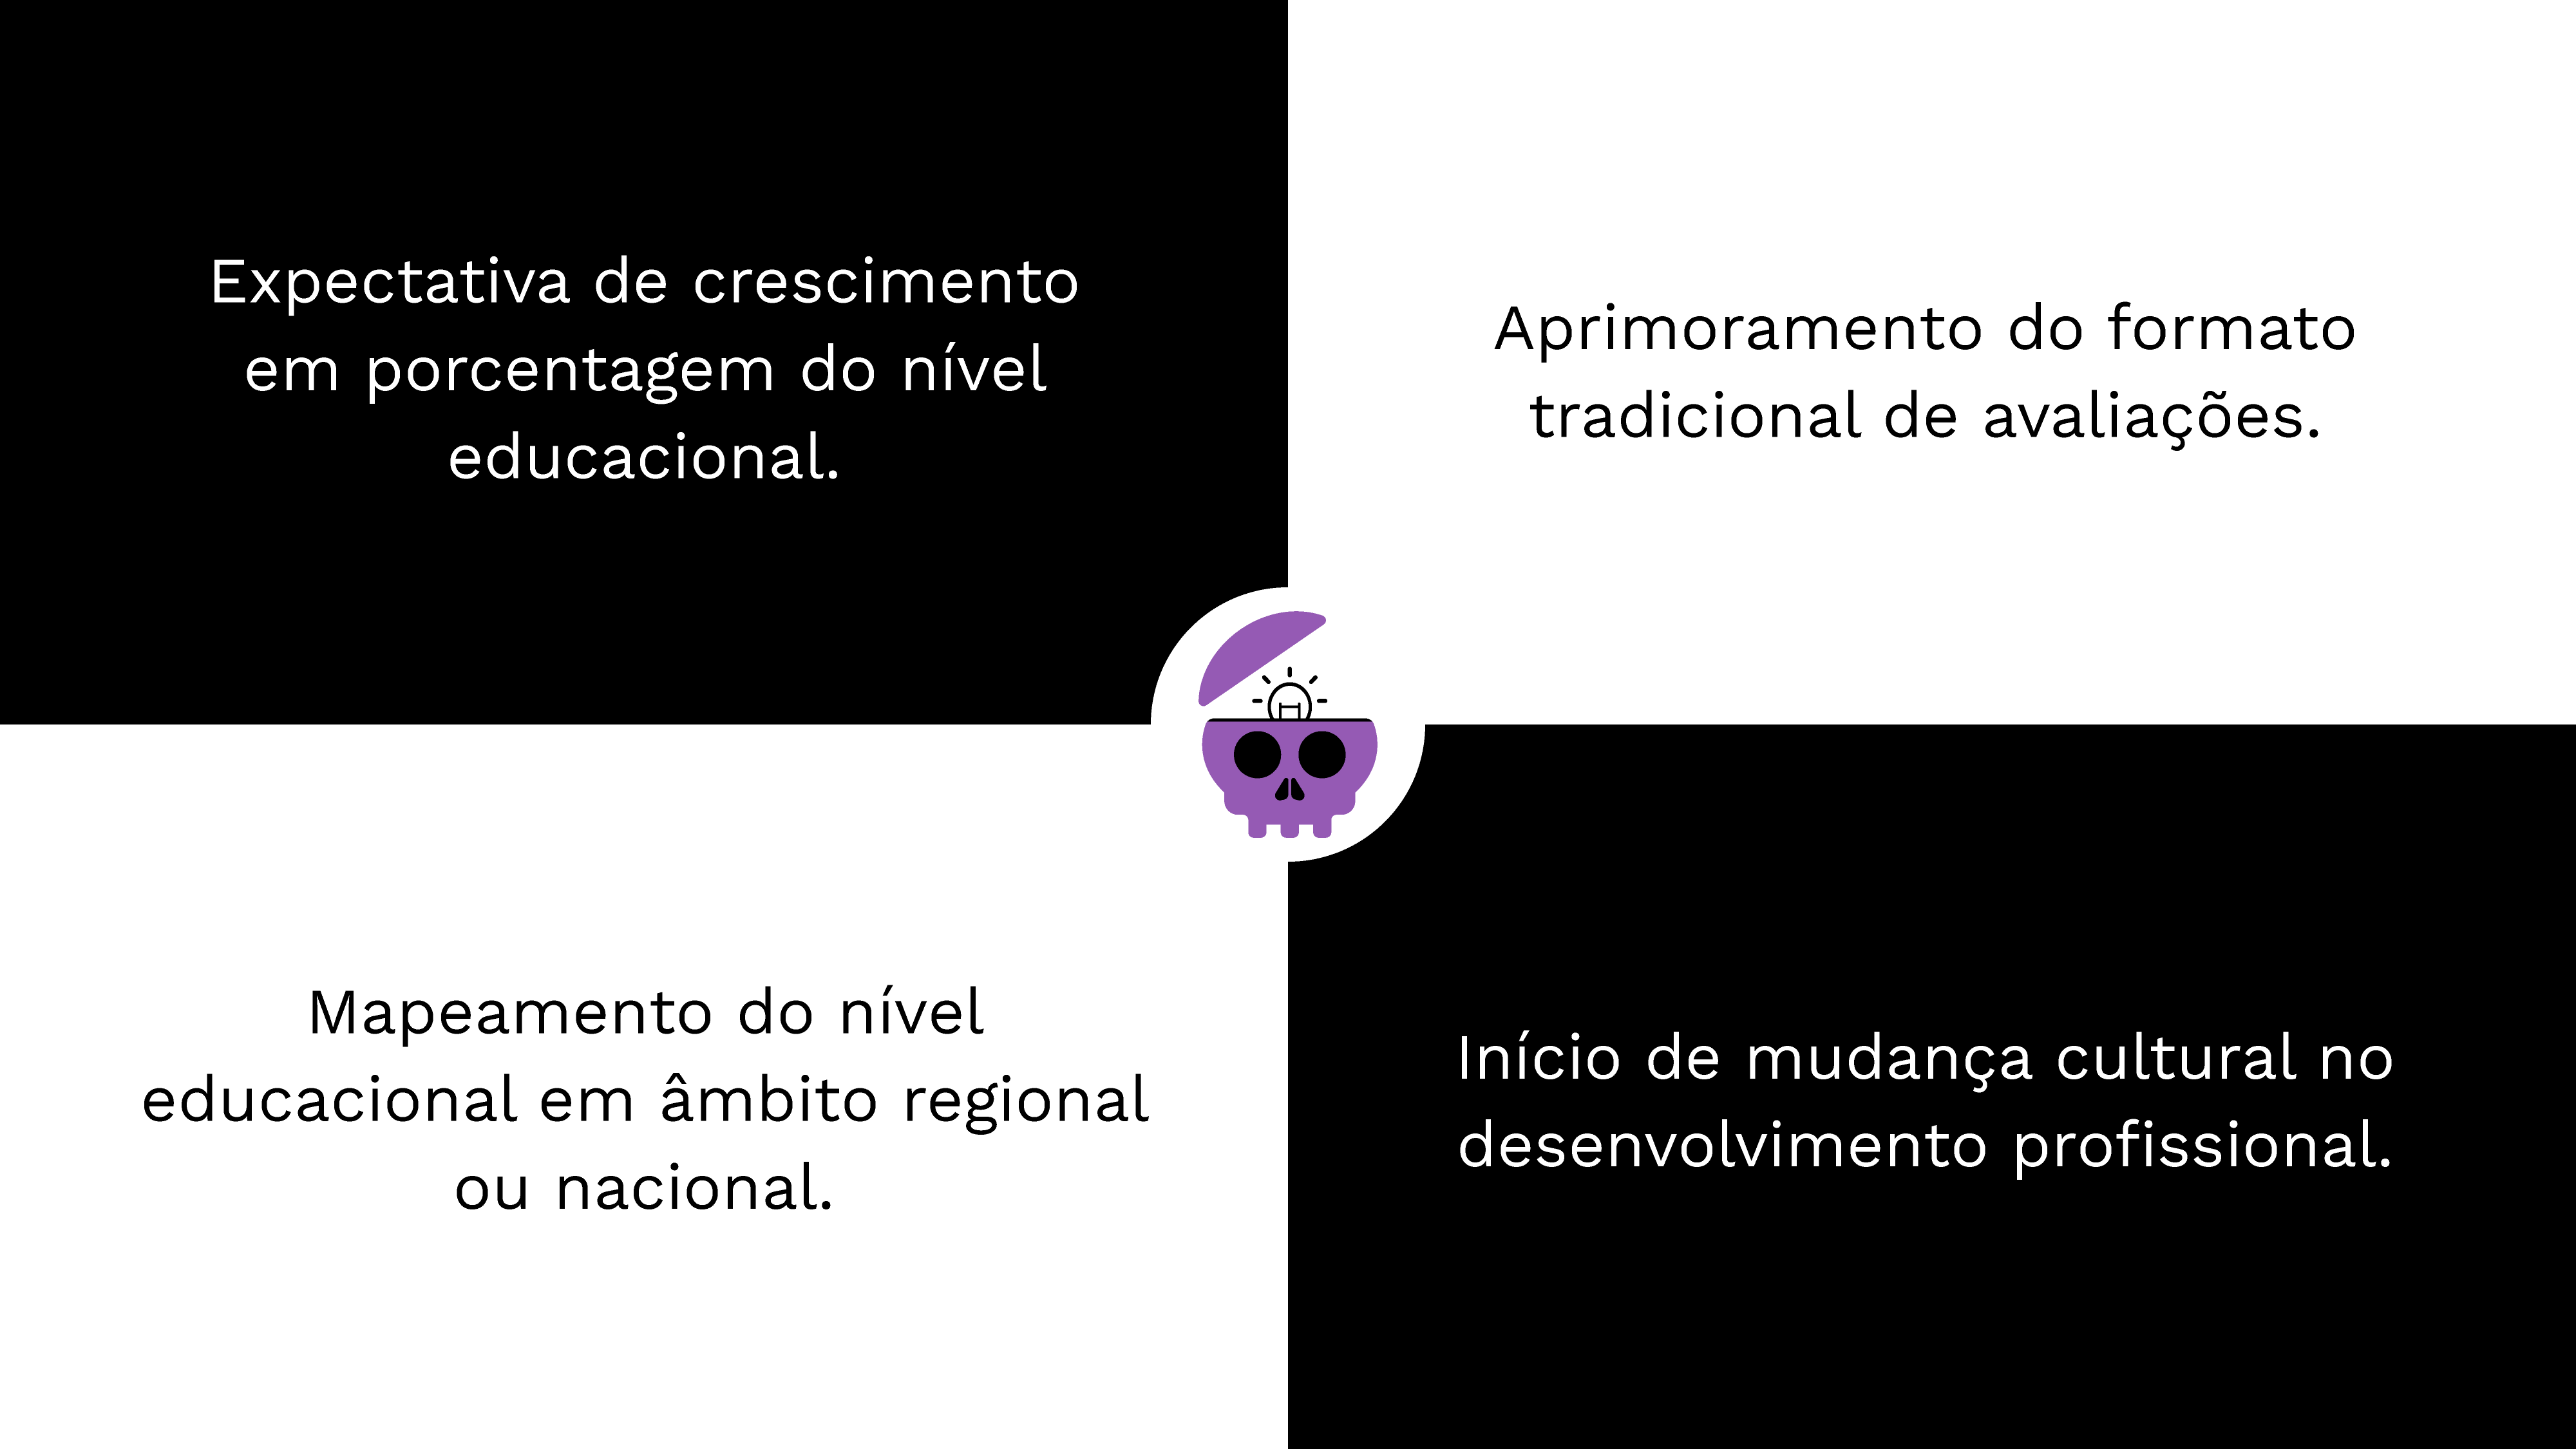 Expectativa de crescimento
em porcentagem do nível
educacional.
Aprimoramento do formato
tradicional de avaliações.
Mapeamento do nível
educacional em âmbito regional
ou nacional.
Início de mudança cultural no
desenvolvimento profissional.